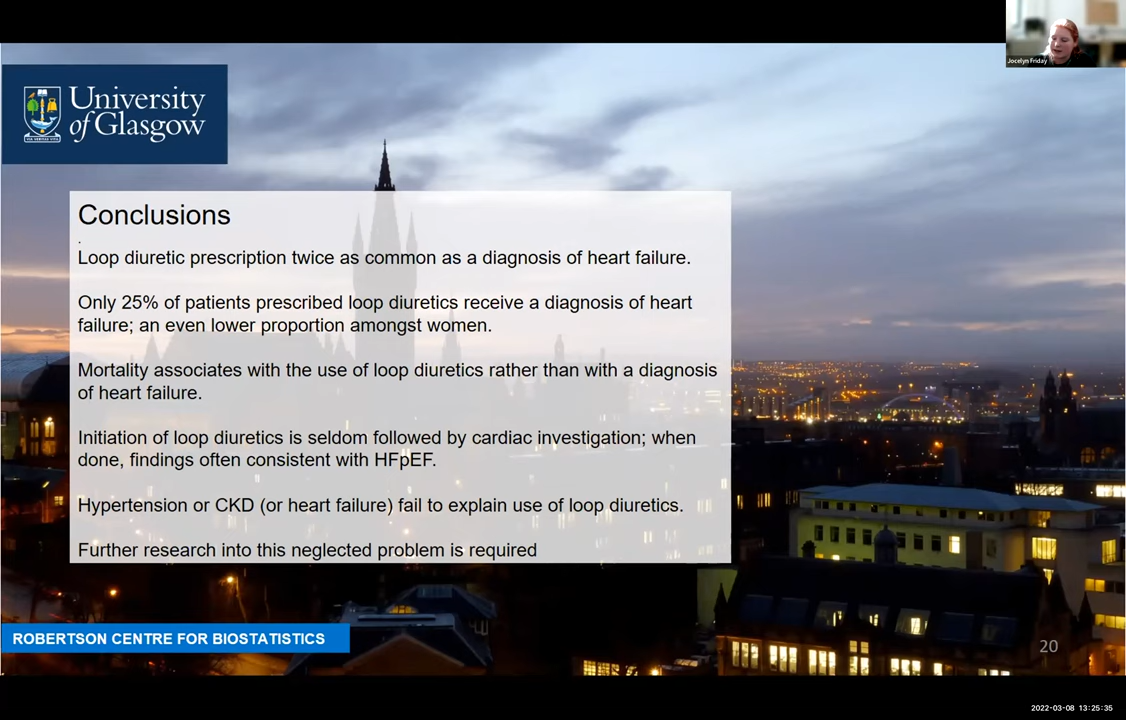 Jocelyn Friday
University
of Glasgow
Conclusions
.
Loop diuretic prescription twice as common as a diagnosis of heart failure.
Only 25% of patients prescribed loop diuretics receive a diagnosis of heart
failure; an even lower proportion amongst women.
Mortality associates with the use of loop diuretics rather than with a diagnosis
of heart failure.
Initiation of loop diuretics is seldom followed by cardiac investigation; when
done, findings often consistent with HFpEF.
Hypertension or CKD (or heart failure) fail to explain use of loop diuretics.
Further research into this neglected problem is required
ROBERTSON CENTRE FOR BIOSTATISTICS
20
2022-03-08 13:25:35